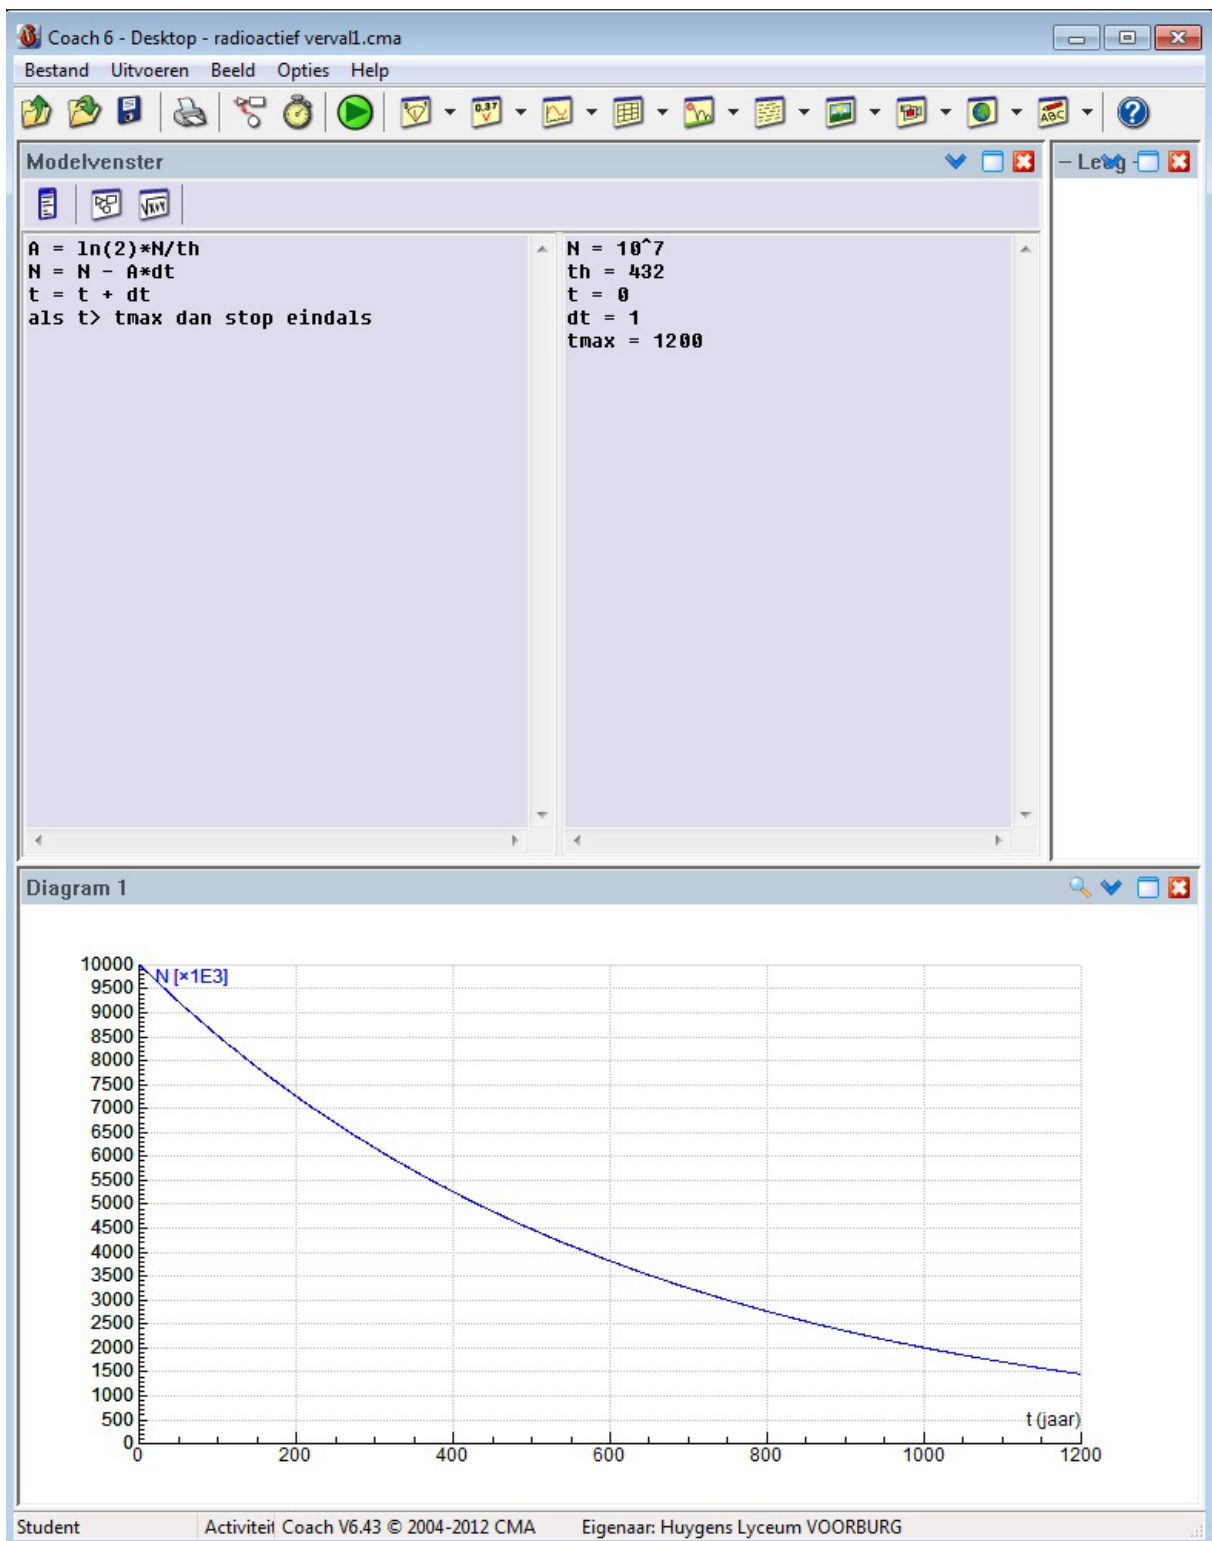 Coach 6 - Desktop - radioactief verval1.cma
Bestand Uitvoeren Beeld Opties Help
0,37
ABC
Modelvenster
A = ln(2)*N/th
N = N - A*dt
t = t + dt
als t> tmax dan stop eindals
N = 10^7
th = 432
t = 0
dt = 1
tmax = 1200
Diagram 1
N [×1E3]
10000
9500
9000
8500
8000
7500
7000
6500
6000
5500
5000
4500
4000
3500
3000
2500
2000
1500
1000
500
0
t (jaar)
0 200 400 600 800 1000 1200
Student Activiteit Coach V6.43 © 2004-2012 CMA Eigenaar: Huygens Lyceum VOORBURG